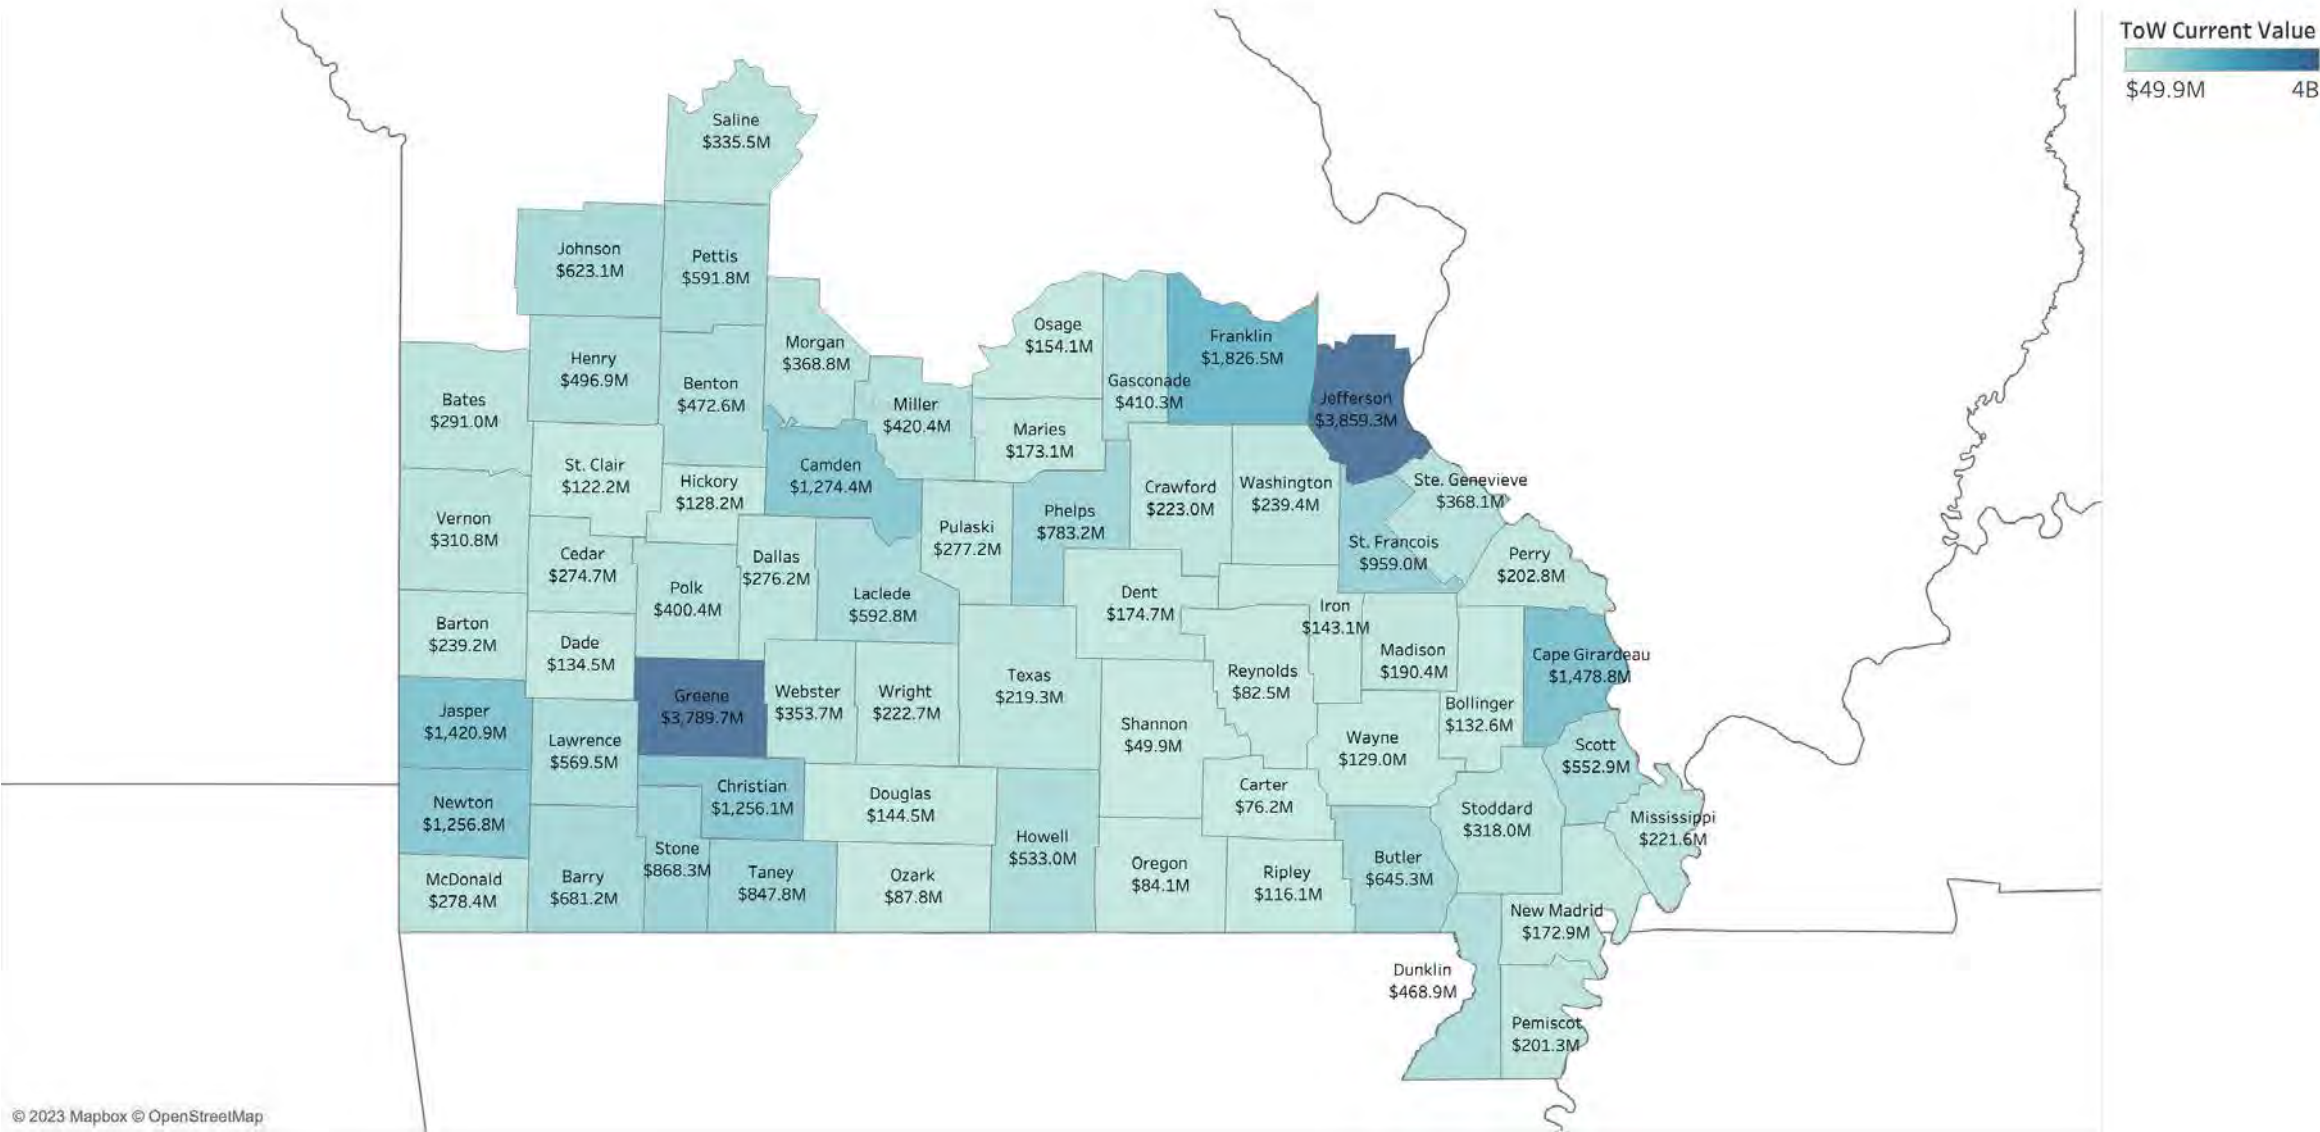 ToW Current Value
$49.9M 4B
Saline
$335.5M
Johnson
$623.1M
Pettis
$591.8M
Morgan
$368.8M
Osage
$154.1M
Franklin
$1,826.5M
Henry
$496.9M
Benton
$472.6M
Gasconade
$410.3M
Jefferson
$3,859.3M
Bates
$291.0M
Miller
$420.4M
Maries
$173.1M
St. Clair
$122.2M
Camden
$1,274.4M
Hickory
$128.2M
Crawford
$223.0M
Washington
$239.4M
Ste. Genevieve
$368.1M
Vernon
$310.8M
Pulaski
$277.2M
Phelps
$783.2M
St. Francois
$959.0M
Perry
$202.8M
Cedar
$274.7M
Dallas
$276.2M
Polk
$400.4M
Laclede
$592.8M
Dent
$174.7M
Iron
$143.1M
Barton
$239.2M
Dade
$134.5M
Madison
$190.4M
Cape Girardeau
$1,478.8M
Greene
$3,789.7M
Webster
$353.7M
Wright
$222.7M
Texas
$219.3M
Reynolds
$82.5M
Bollinger
$132.6M
Jasper
$1,420.9M
Lawrence
$569.5M
Shannon
$49.9M
Wayne
$129.0M
Scott
$552.9M
Newton
$1,256.8M
Christian
$1,256.1M
Douglas
$144.5M
Carter
$76.2M
Stoddard
$318.0M
Mississippi
$221.6M
Howell
$533.0M
Stone
$868.3M
McDonald
$278.4M
Barry
$681.2M
Taney
$847.8M
Ozark
$87.8M
Oregon
$84.1M
Ripley
$116.1M
Butler
$645.3M
New Madrid
$172.9M
Dunklin
$468.9M
Pemiscot
$201.3M
© 2023 Mapbox © OpenStreetMap